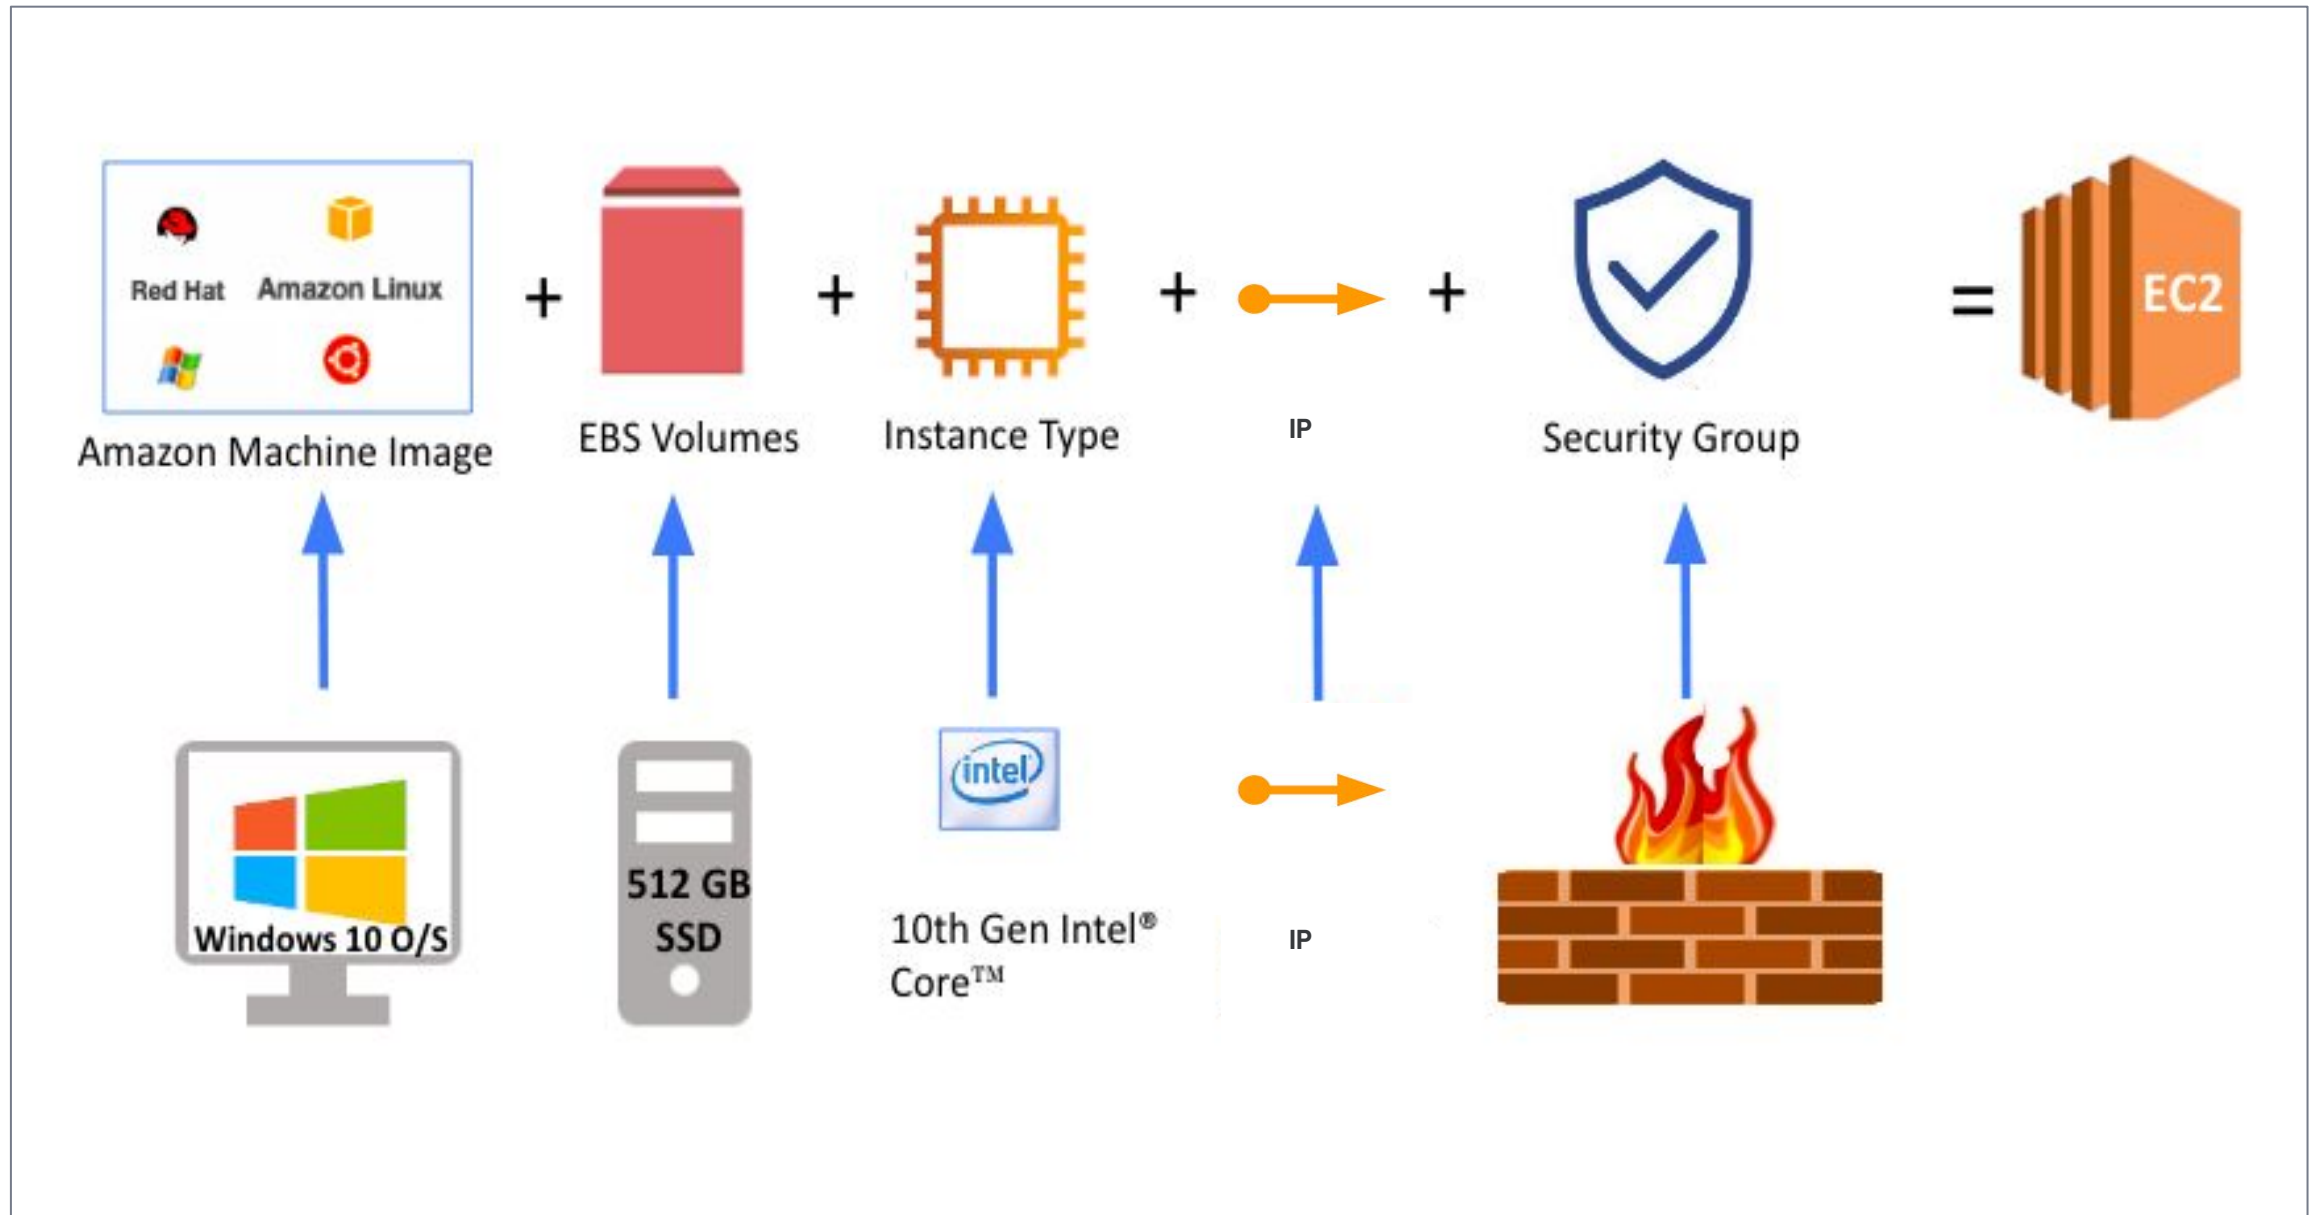 Red Hat
Amazon Linux
+
+
+
+
=
EC2
Amazon Machine Image
EBS Volumes
Instance Type
IP
Security Group
Windows 10 O/S
512 GB
SSD
intel
10th Gen Intel®
Core™
IP